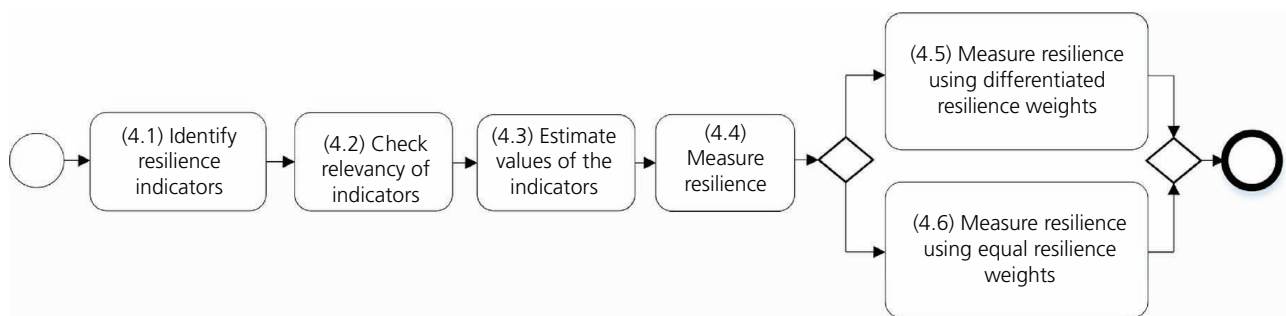 (4.1) Identify
resilience
indicators
(4.2) Check
relevancy of
indicators
(4.3) Estimate
values of the
indicators
(4.4)
Measure
resilience
(4.5) Measure resilience
using differentiated
resilience weights
(4.6) Measure resilience
using equal resilience
weights